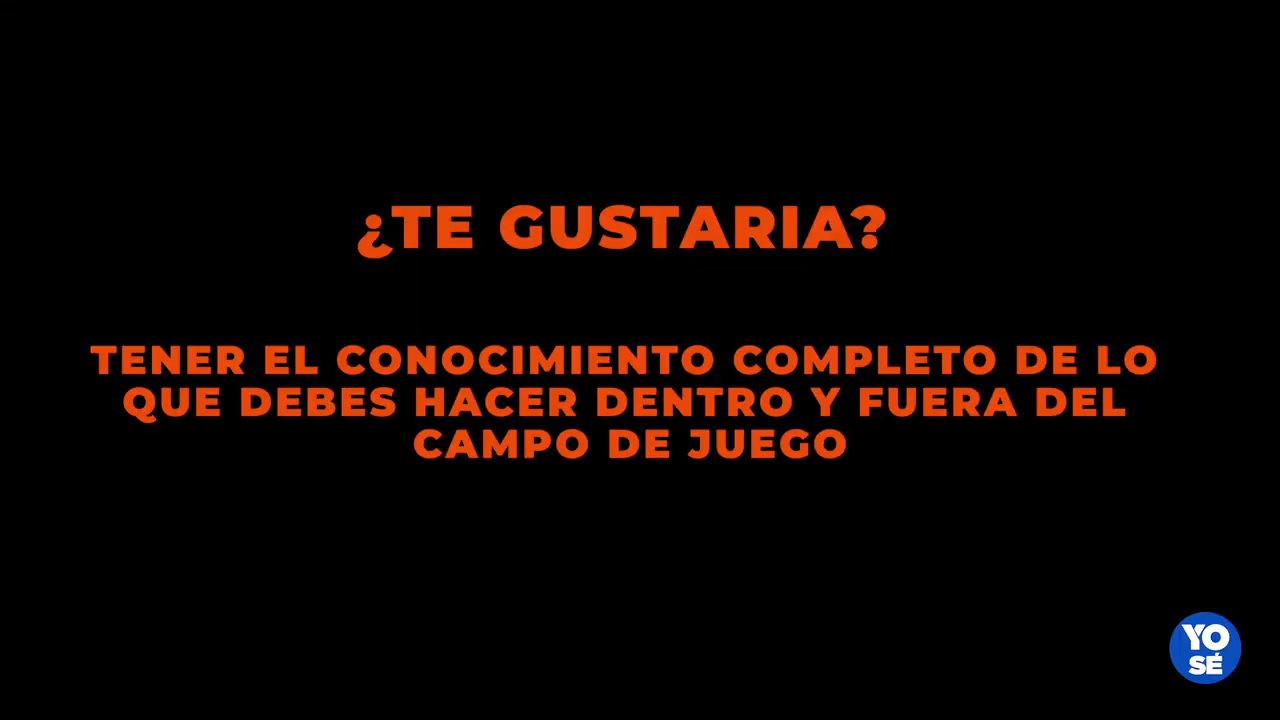 ¿TE GUSTARIA?
TENER EL CONOCIMIENTO COMPLETO DE LO
QUE DEBES HACER DENTRO Y FUERA DEL
CAMPO DE JUEGO
YO
SÉ